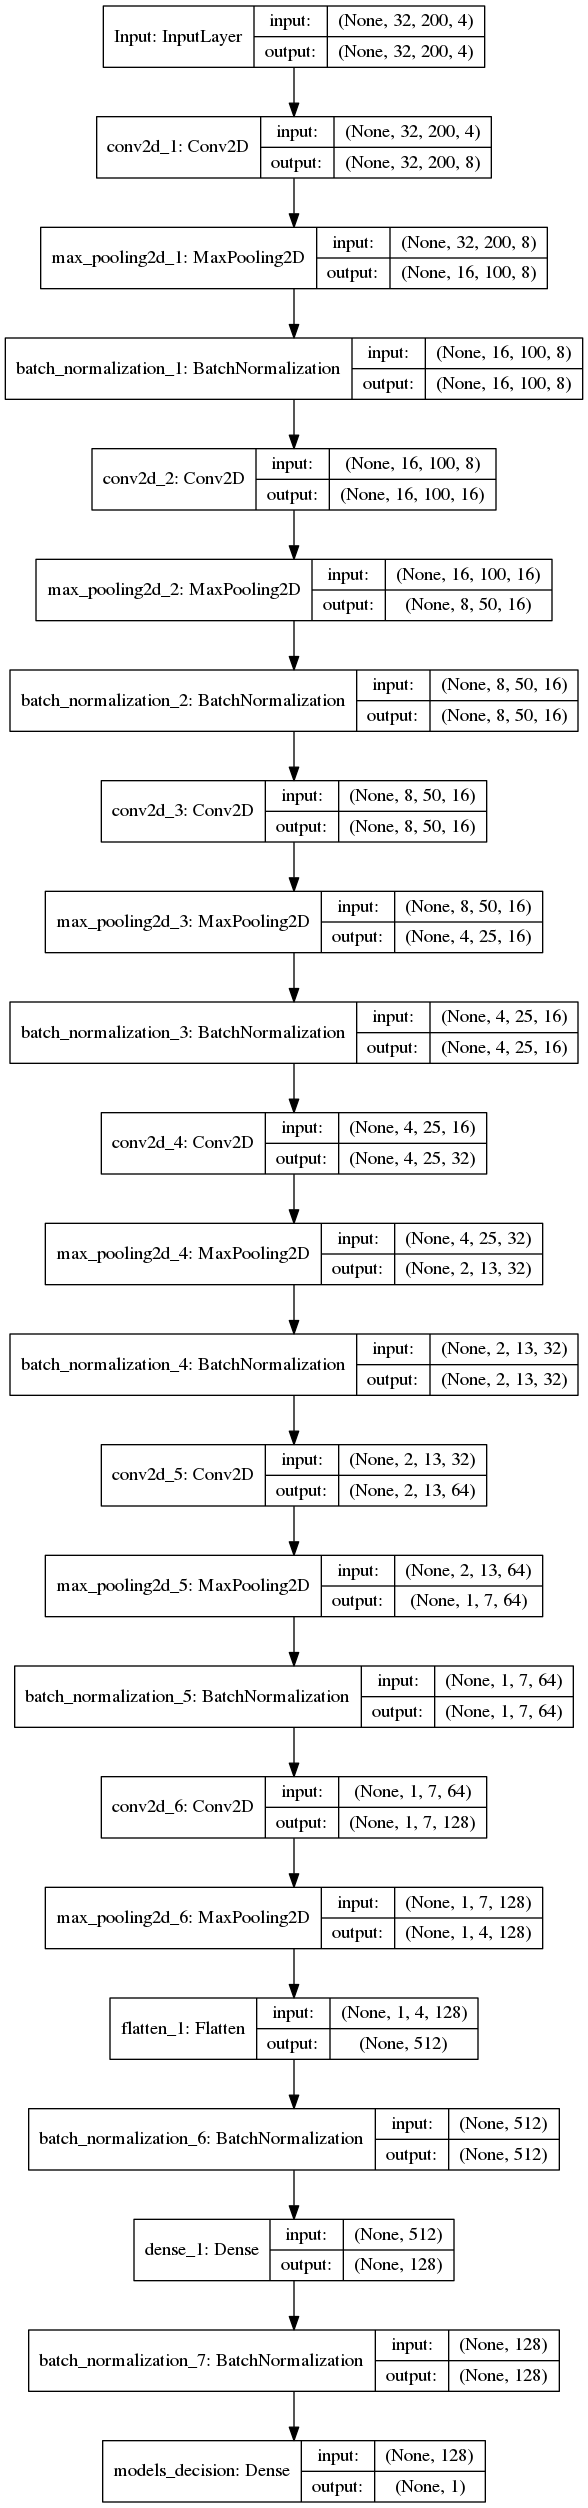 Input: InputLayer
input: (None, 32, 200, 4)
output: (None, 32, 200, 4)
conv2d_1: Conv2D
input: (None, 32, 200, 4)
output: (None, 32, 200, 8)
max_pooling2d_1: MaxPooling2D
input: (None, 32, 200, 8)
output: (None, 16, 100, 8)
batch_normalization_1: BatchNormalization
input: (None, 16, 100, 8)
output: (None, 16, 100, 8)
conv2d_2: Conv2D
input: (None, 16, 100, 8)
output: (None, 16, 100, 16)
max_pooling2d_2: MaxPooling2D
input: (None, 16, 100, 16)
output: (None, 8, 50, 16)
batch_normalization_2: BatchNormalization
input: (None, 8, 50, 16)
output: (None, 8, 50, 16)
conv2d_3: Conv2D
input: (None, 8, 50, 16)
output: (None, 8, 50, 16)
max_pooling2d_3: MaxPooling2D
input: (None, 8, 50, 16)
output: (None, 4, 25, 16)
batch_normalization_3: BatchNormalization
input: (None, 4, 25, 16)
output: (None, 4, 25, 16)
conv2d_4: Conv2D
input: (None, 4, 25, 16)
output: (None, 4, 25, 32)
max_pooling2d_4: MaxPooling2D
input: (None, 4, 25, 32)
output: (None, 2, 13, 32)
batch_normalization_4: BatchNormalization
input: (None, 2, 13, 32)
output: (None, 2, 13, 32)
conv2d_5: Conv2D
input: (None, 2, 13, 32)
output: (None, 2, 13, 64)
max_pooling2d_5: MaxPooling2D
input: (None, 2, 13, 64)
output: (None, 1, 7, 64)
batch_normalization_5: BatchNormalization
input: (None, 1, 7, 64)
output: (None, 1, 7, 64)
conv2d_6: Conv2D
input: (None, 1, 7, 64)
output: (None, 1, 7, 128)
max_pooling2d_6: MaxPooling2D
input: (None, 1, 7, 128)
output: (None, 1, 4, 128)
flatten_1: Flatten
input: (None, 1, 4, 128)
output: (None, 512)
batch_normalization_6: BatchNormalization
input: (None, 512)
output: (None, 512)
dense_1: Dense
input: (None, 512)
output: (None, 128)
batch_normalization_7: BatchNormalization
input: (None, 128)
output: (None, 128)
models_decision: Dense
input: (None, 128)
output: (None, 1)